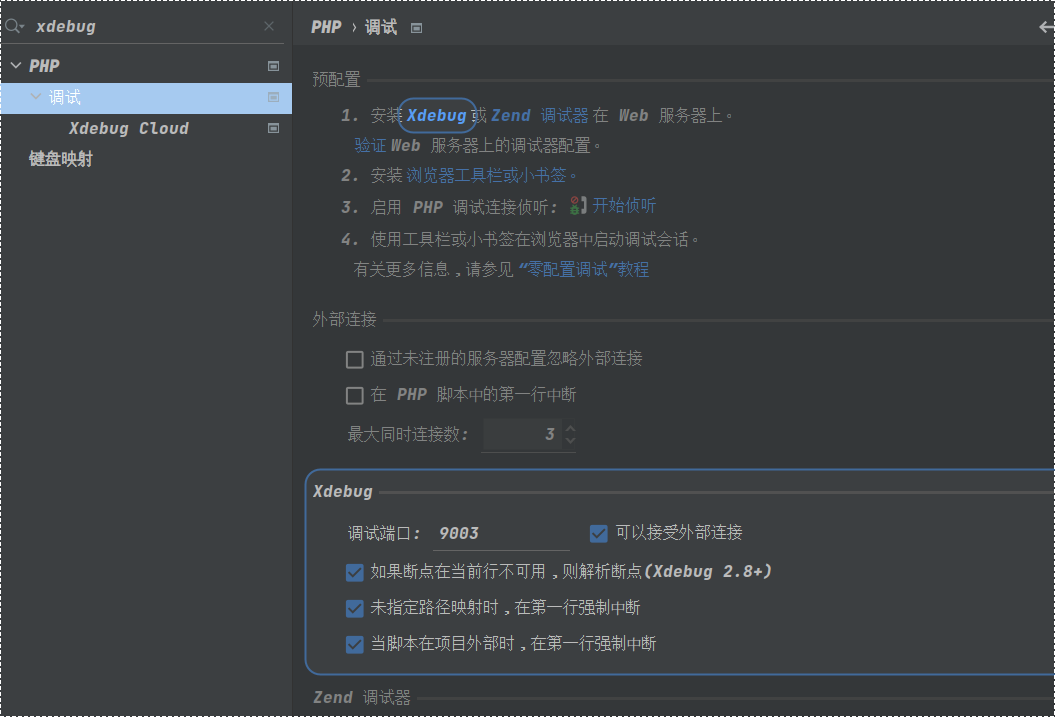 xdebug
PHP
调试
Xdebug Cloud
键盘映射
PHP › 调试
预配置
1. 安装 Xdebug 或 Zend 调试器 在 Web 服务器上。
验证 Web 服务器上的调试器配置。
2. 安装 浏览器工具栏或小书签。
3. 启用 PHP 调试连接侦听: 开始侦听
4. 使用工具栏或小书签在浏览器中启动调试会话。
有关更多信息,请参见 “零配置调试”教程
外部连接
通过未注册的服务器配置忽略外部连接
在 PHP 脚本中的第一行中断
最大同时连接数: 3
Xdebug
调试端口: 9003 可以接受外部连接
如果断点在当前行不可用,则解析断点(Xdebug 2.8+)
未指定路径映射时,在第一行强制中断
当脚本在项目外部时,在第一行强制中断
Zend 调试器